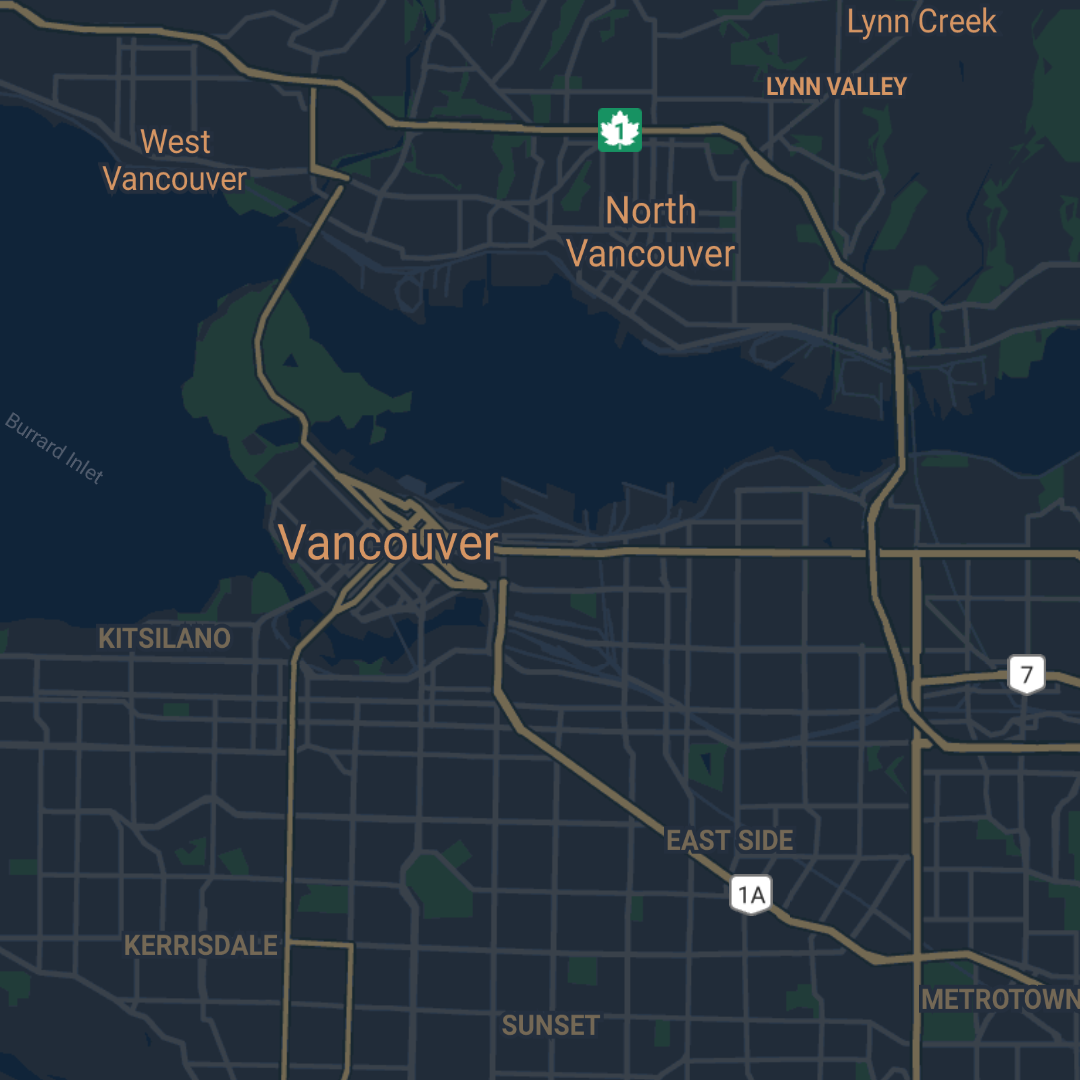 Lynn Creek
LYNN VALLEY
1
West
Vancouver
North
Vancouver
Burrard Inlet
Vancouver
KITSILANO
7
EAST SIDE
1A
KERRISDALE
METROTOWN
SUNSET